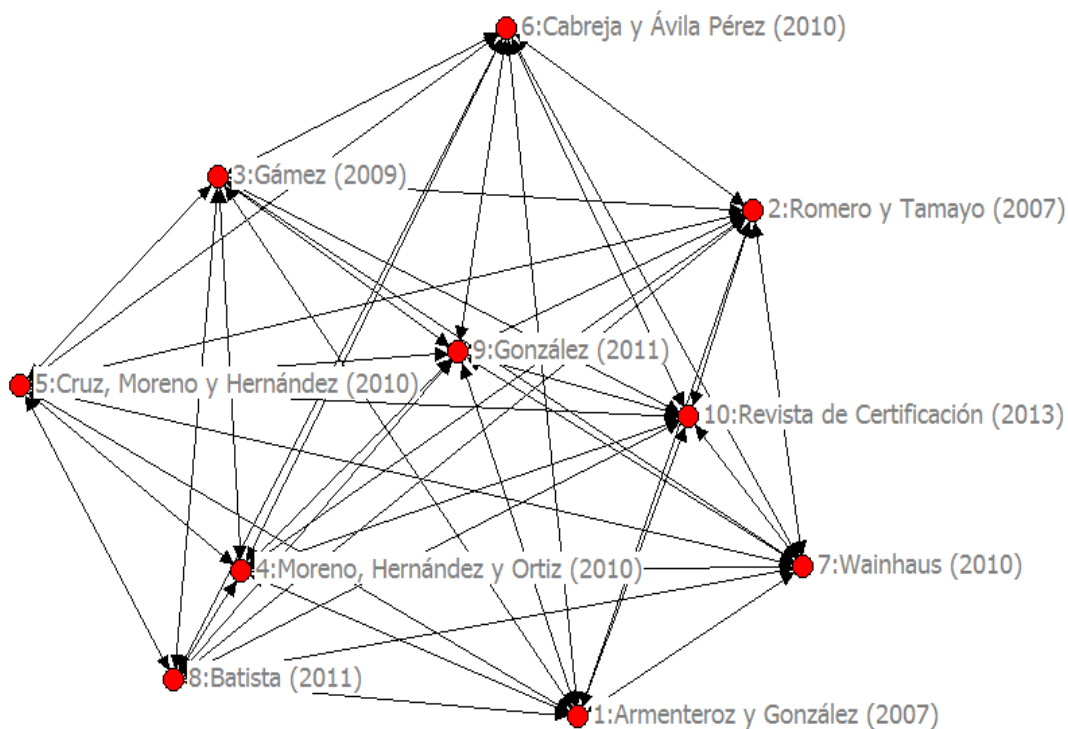 6:Cabreja y Ávila Pérez (2010)
3:Gámez (2009)
2:Romero y Tamayo (2007)
9:González (2011)
5:Cruz, Moreno y Hernández (2010)
10:Revista de Certificación (2013)
4:Moreno, Hernández y Ortiz (2010)
7:Wainhaus (2010)
8:Batista (2011)
1:Armenteroz y González (2007)